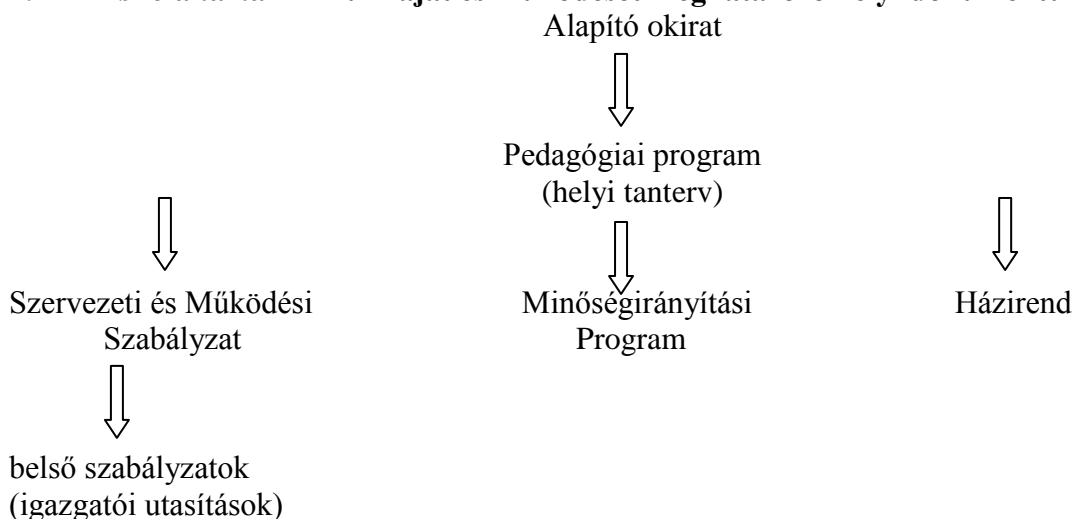 Alapító okirat
Pedagógiai program
(helyi tanterv)
Szervezeti és Működési
Szabályzat
Minőségirányítási
Program
Házirend
belső szabályzatok
(igazgatói utasítások)